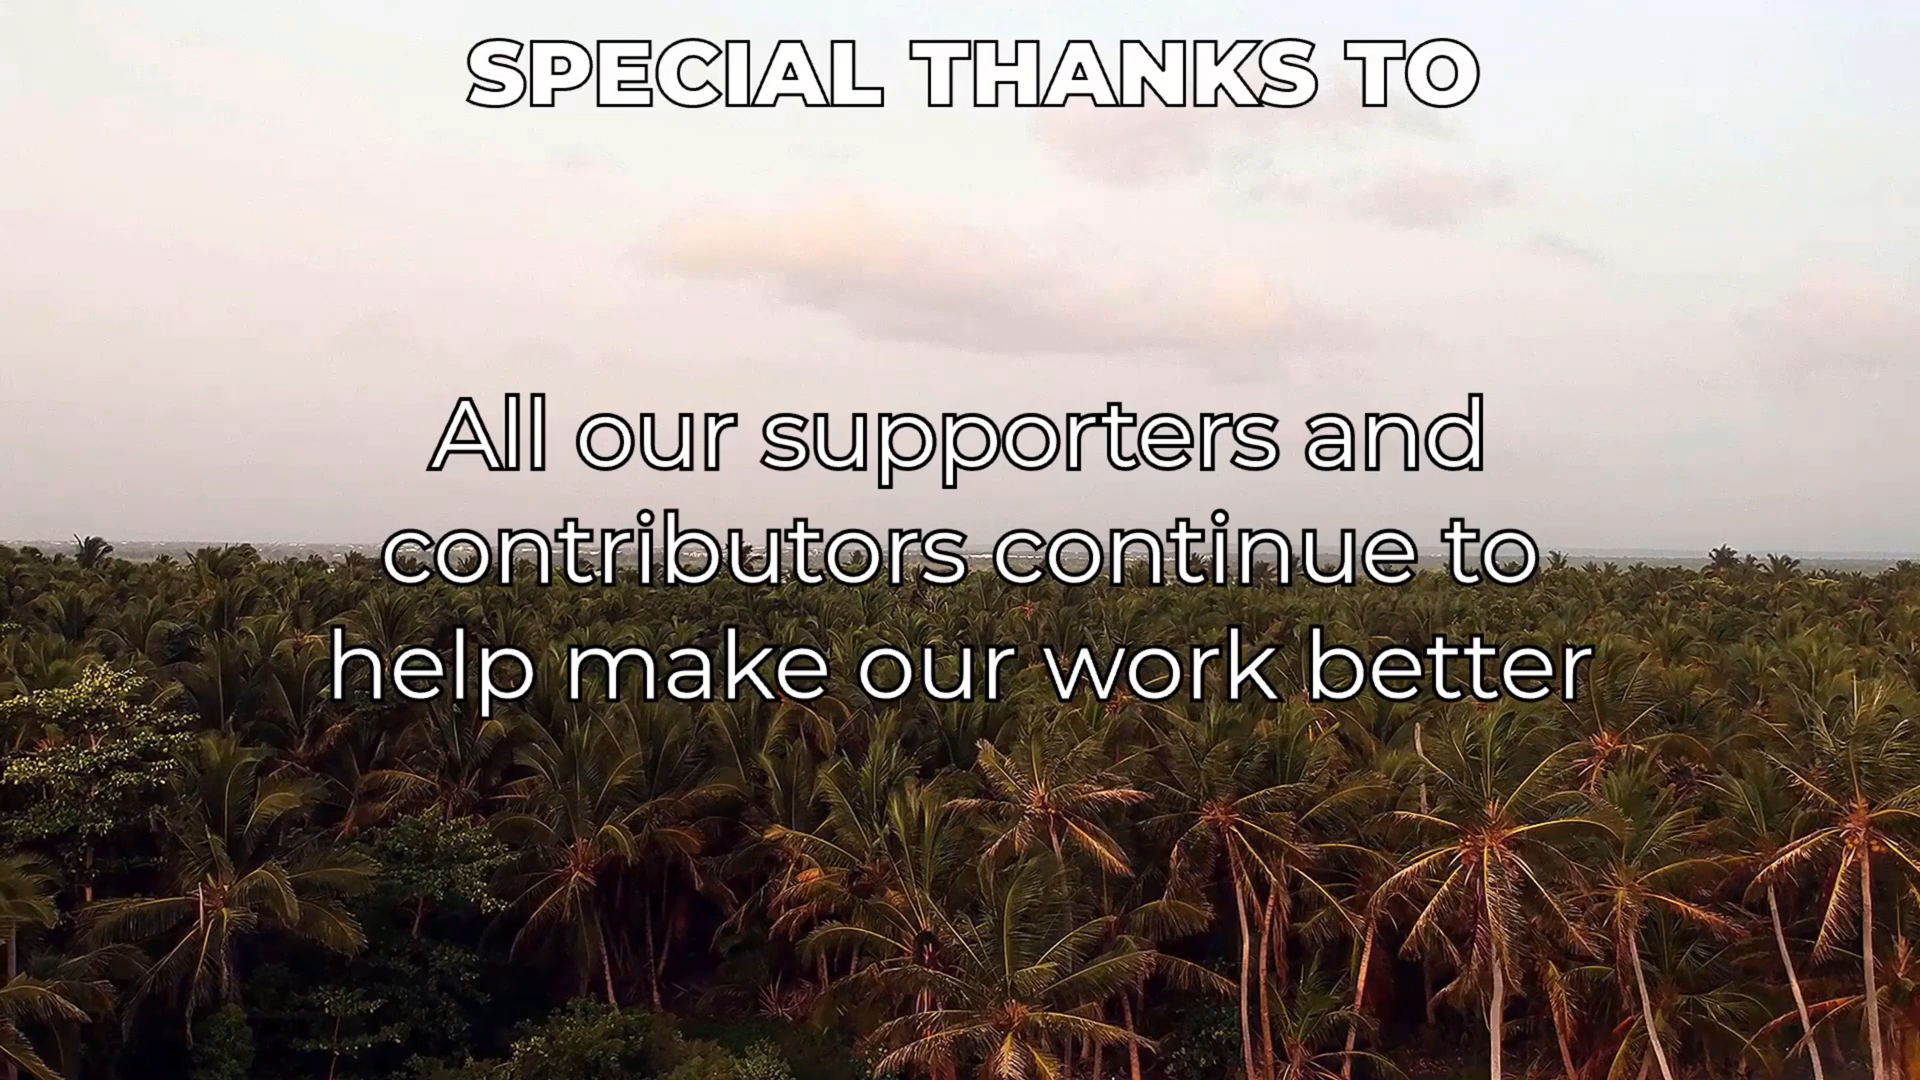 SPECIAL THANKS TO
All our supporters and
contributors continue to
help make our work better